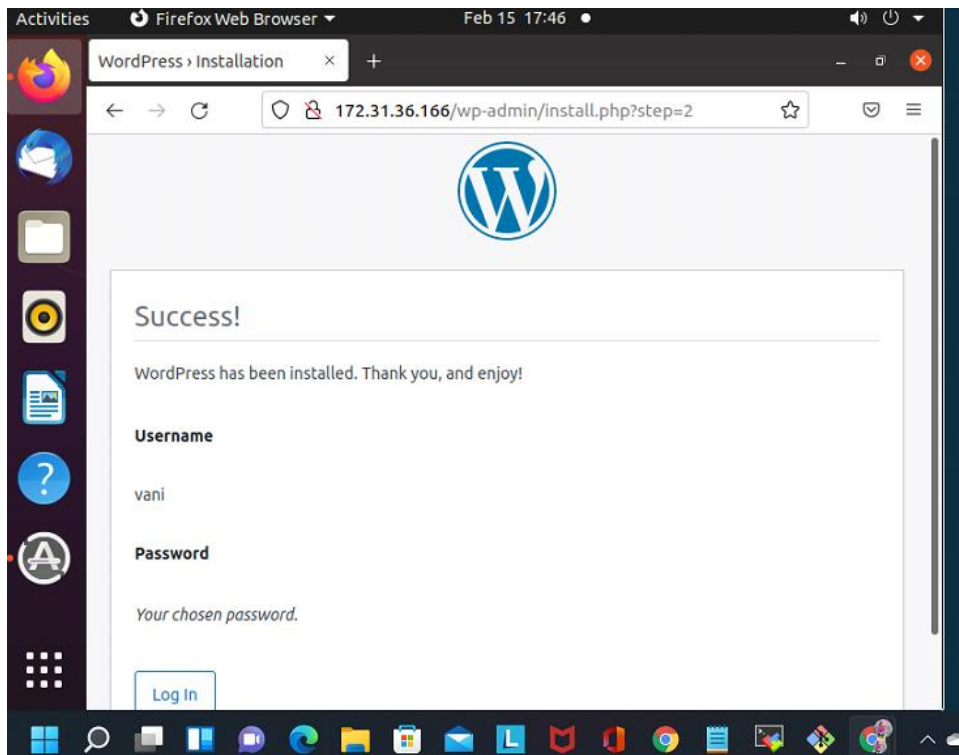 Activities Firefox Web Browser Feb 15 17:46
WordPress › Installation
172.31.36.166/wp-admin/install.php?step=2
Success!
WordPress has been installed. Thank you, and enjoy!
Username
vani
Password
Your chosen password.
Log In